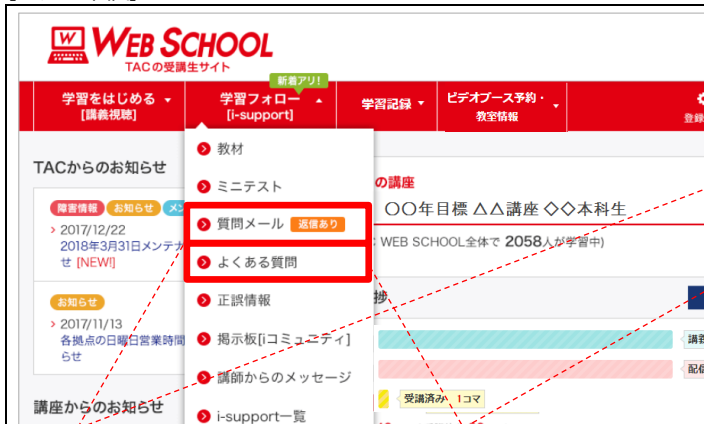 WEB SCHOOL
TACの受講生サイト
新着アリ!
学習をはじめる
[講義視聴]
学習フォロー
[i-support]
学習記録
ビデオブース予約・
教室情報
登録
TACからのお知らせ
障害情報 お知らせ
2017/12/22
2018年3月31日メンテナ
せ [NEW!]
お知らせ
2017/11/13
各拠点の日曜日営業時間
らせ
講座からのお知らせ
教材
ミニテスト
質問メール 返信あり
よくある質問
正誤情報
掲示板[iコミュニティ]
講師からのメッセージ
i-support一覧
の講座
〇〇年目標 △△講座 ◇◇本科生
WEB SCHOOL全体で 2058人が学習中)
捗
講義
配信
受講済み 1コマ